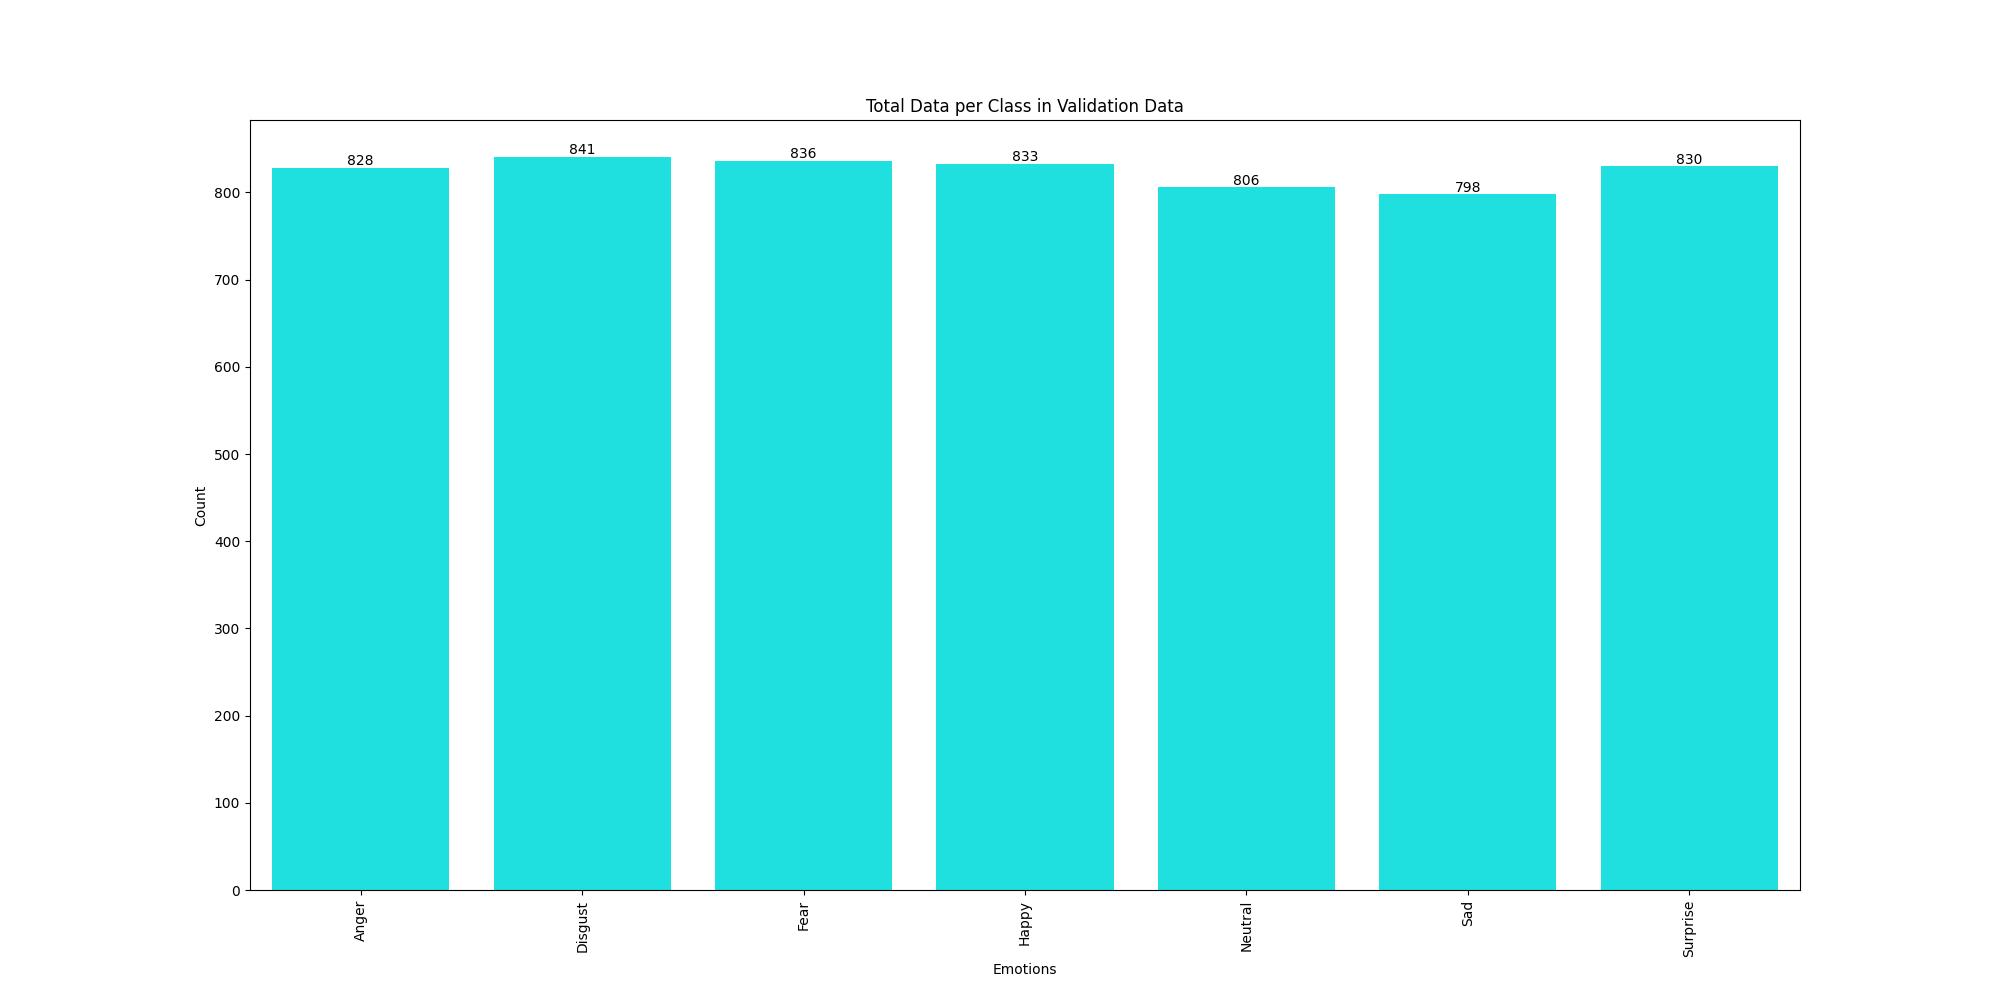 Total Data per Class in Validation Data
828
841
836
833
806
798
830
800
700
600
500
400
300
200
100
0
Count
Anger
Disgust
Fear
Happy
Neutral
Sad
Surprise
Emotions